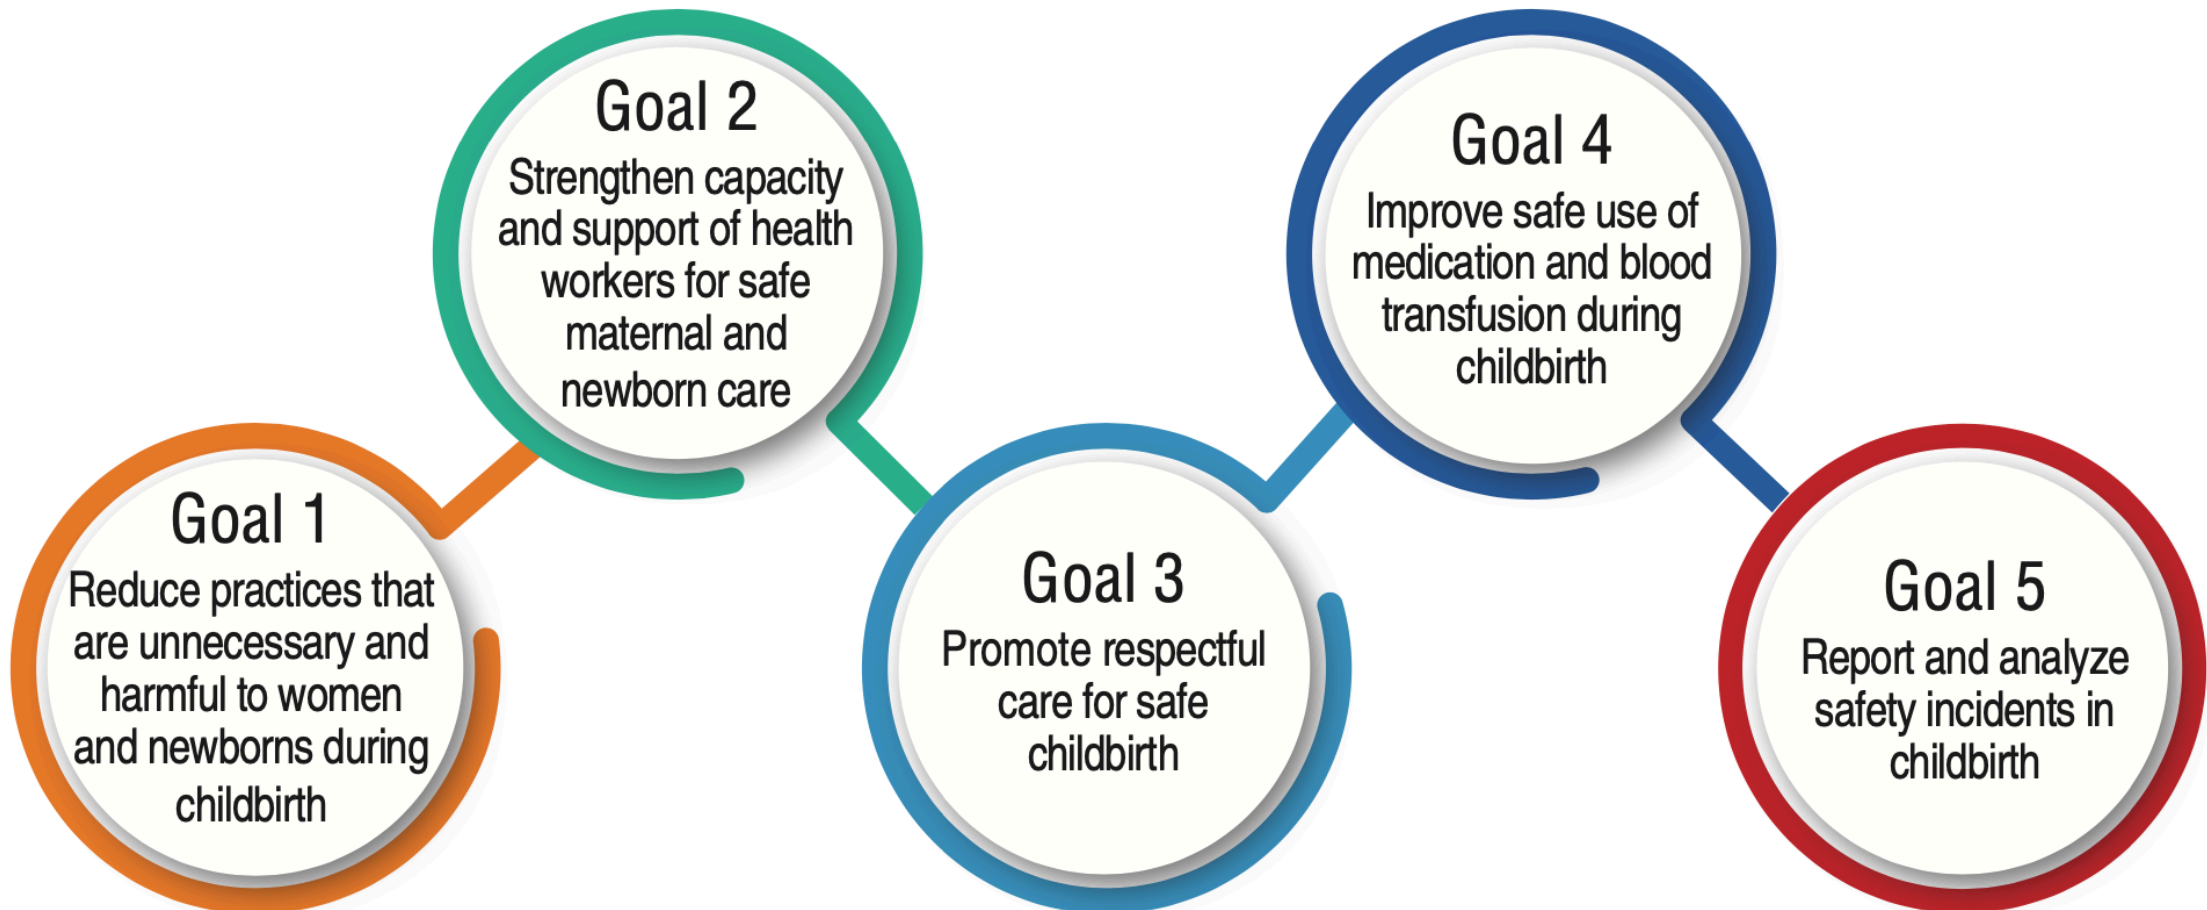 Goal 1
Reduce practices that
are unnecessary and
harmful to women
and newborns during
childbirth
Goal 2
Strengthen capacity
and support of health
workers for safe
maternal and
newborn care
Goal 3
Promote respectful
care for safe
childbirth
Goal 4
Improve safe use of
medication and blood
transfusion during
childbirth
Goal 5
Report and analyze
safety incidents in
childbirth